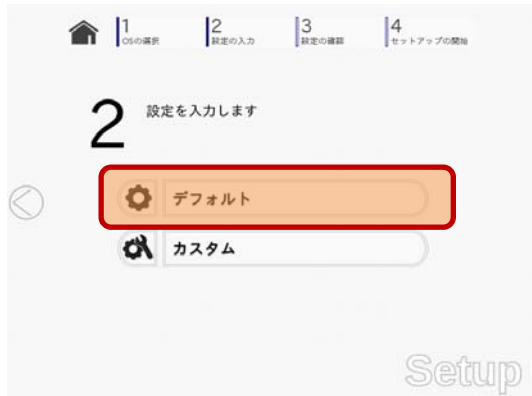 1
OSの選択
2
設定の入力
3
設定の確認
4
セットアップの開始
2 設定を入力します
デフォルト
カスタム
Setup